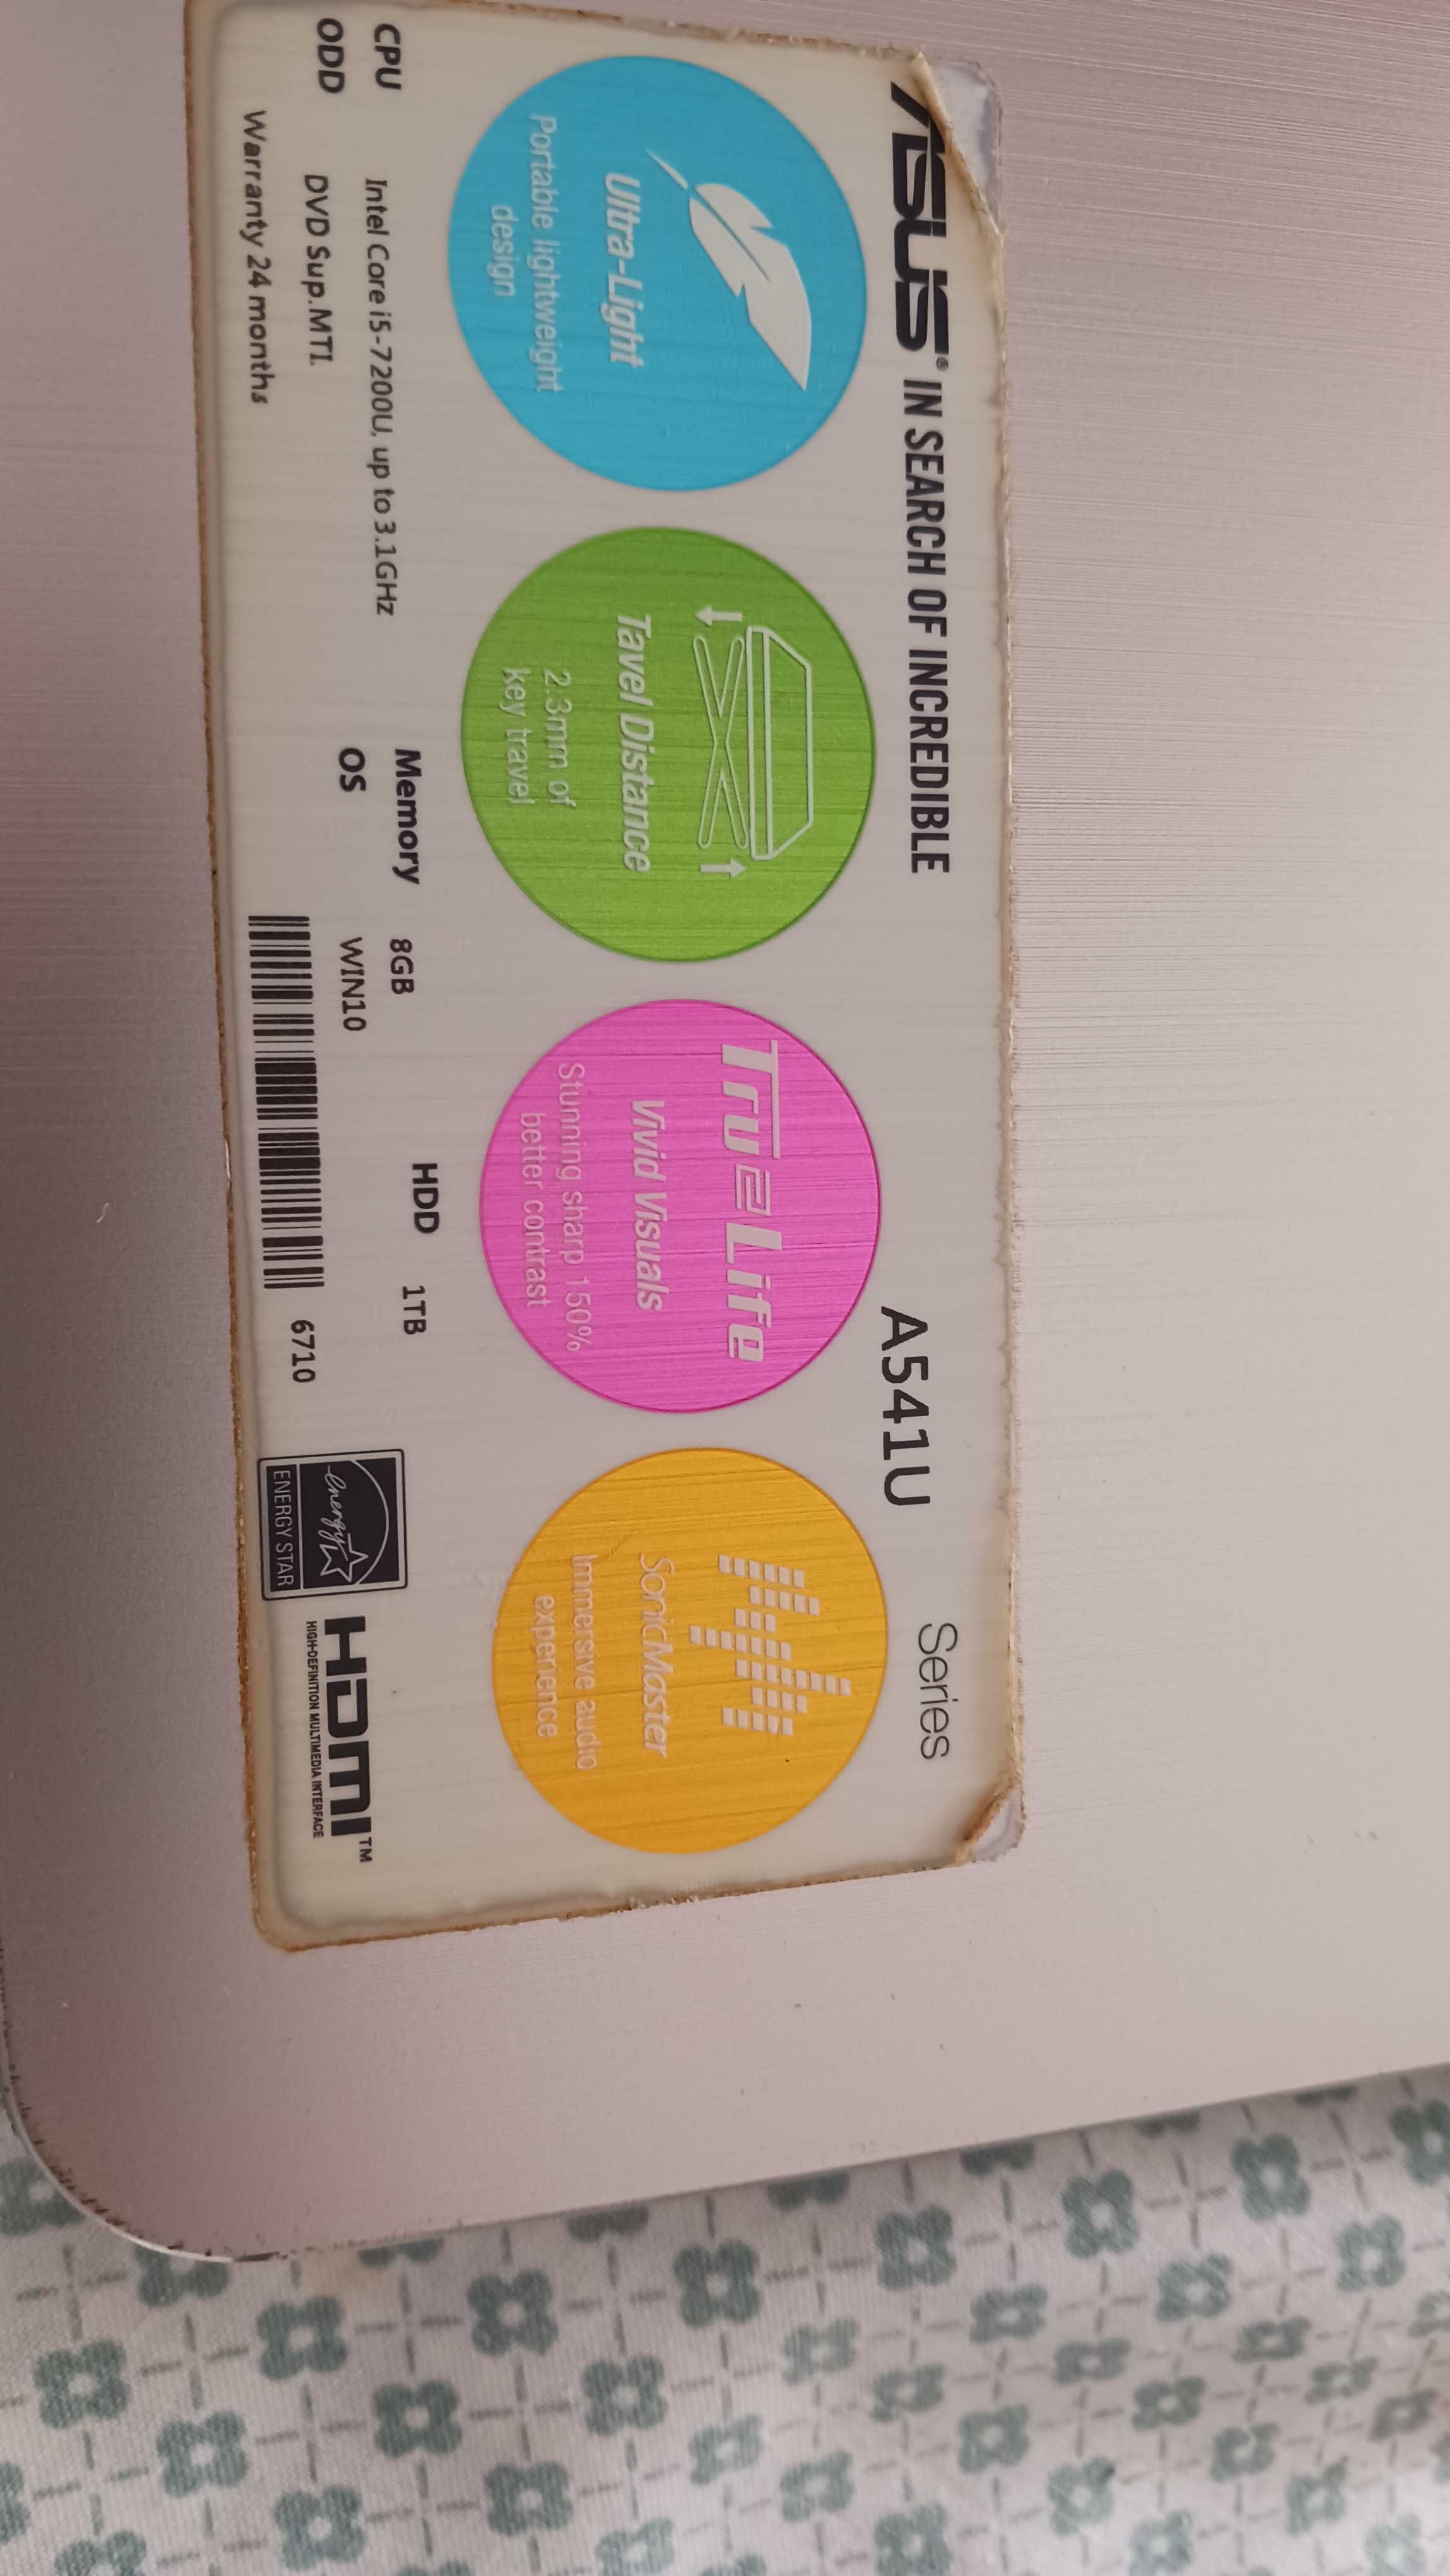 ASUS® IN SEARCH OF INCREDIBLE
A541U Series
Ultra-Light
Portable lightweight
design
Tavel Distance
2.3mm of
key travel
Tru2Life
Vivid Visuals
Stunning sharp 150%
better contrast
SonicMaster
Immersive audio
experience
CPU Intel Core i5-7200U, up to 3.1GHz
Memory 8GB
HDD 1TB
ODD DVD Sup.MTL
OS WIN10
Warranty 24 months
6710
energy
ENERGY STAR
HDMI™
HIGH-DEFINITION MULTIMEDIA INTERFACE